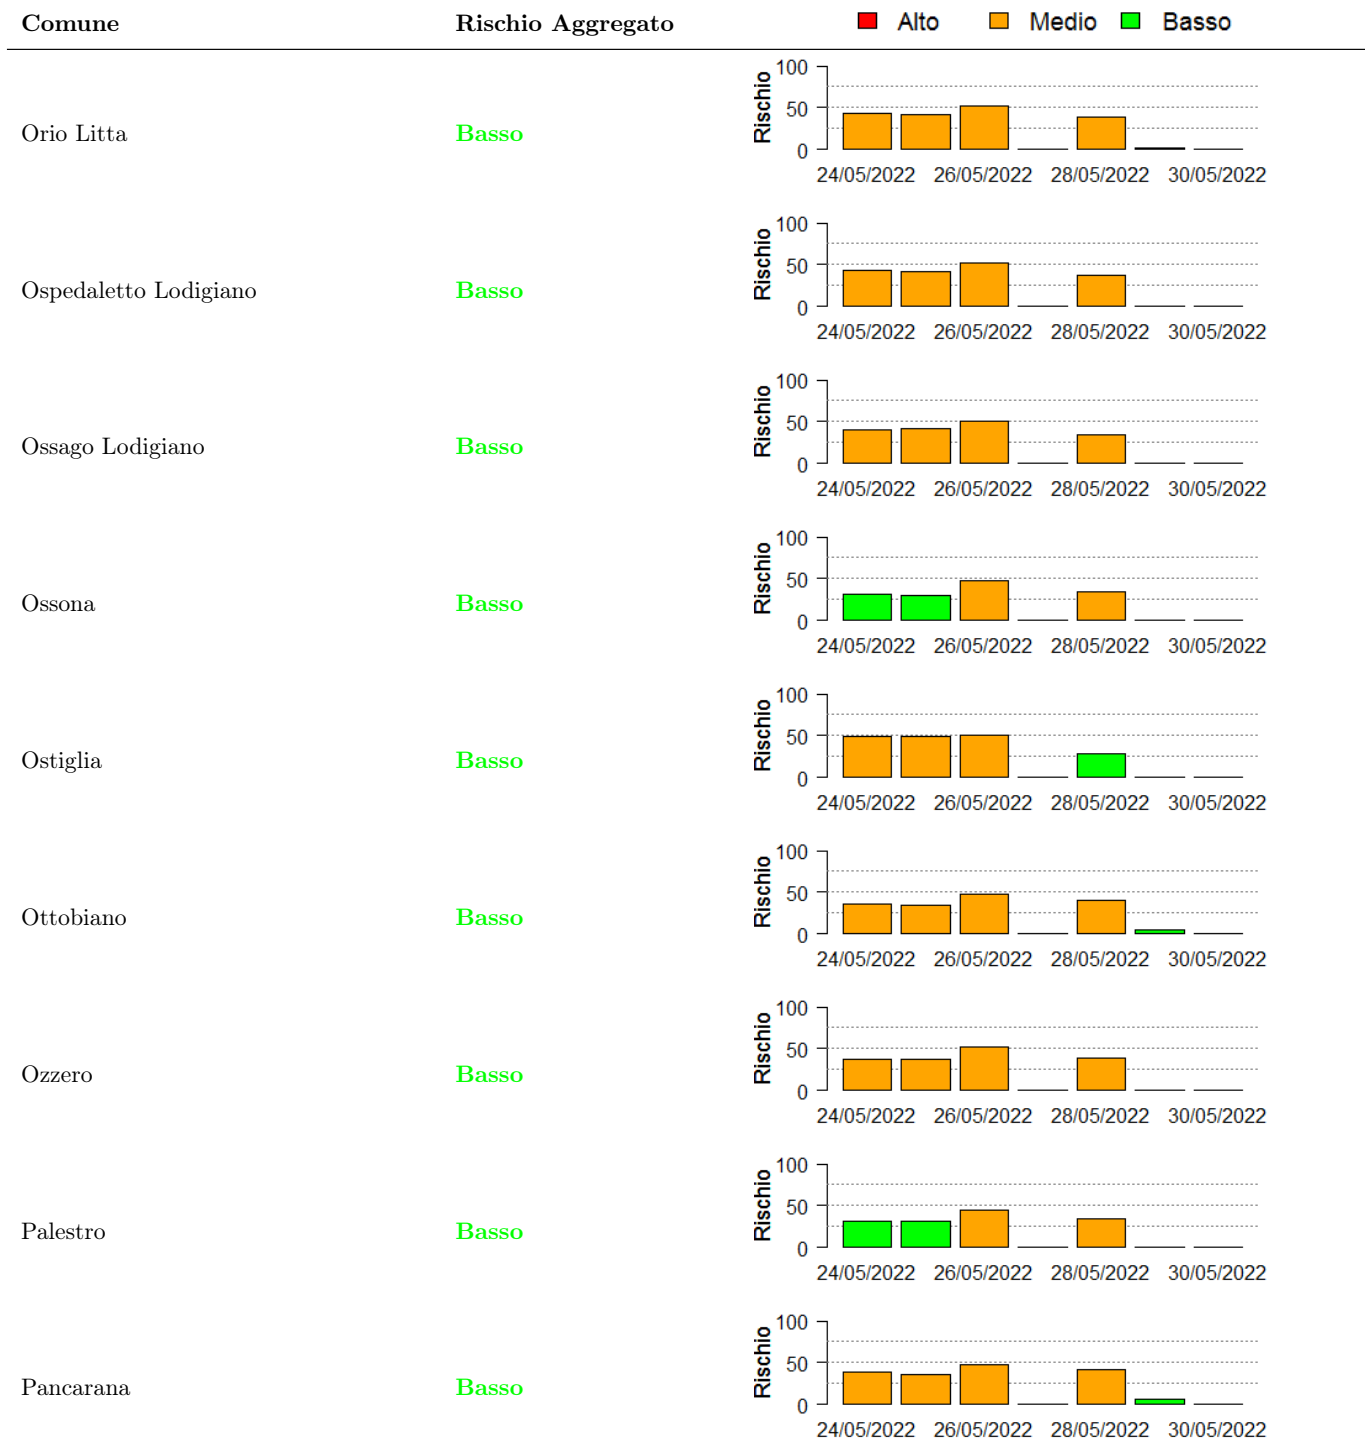 Comune Rischio Aggregato Alto Medio Basso
100
50
0
Rischio
Orio Litta Basso
24/05/2022 26/05/2022 28/05/2022 30/05/2022
100
50
0
Rischio
Ospedaletto Lodigiano Basso
24/05/2022 26/05/2022 28/05/2022 30/05/2022
100
50
0
Rischio
Ossago Lodigiano Basso
24/05/2022 26/05/2022 28/05/2022 30/05/2022
100
50
0
Rischio
Ossona Basso
24/05/2022 26/05/2022 28/05/2022 30/05/2022
100
50
0
Rischio
Ostiglia Basso
24/05/2022 26/05/2022 28/05/2022 30/05/2022
100
50
0
Rischio
Ottobiano Basso
24/05/2022 26/05/2022 28/05/2022 30/05/2022
100
50
0
Rischio
Ozzero Basso
24/05/2022 26/05/2022 28/05/2022 30/05/2022
100
50
0
Rischio
Palestro Basso
24/05/2022 26/05/2022 28/05/2022 30/05/2022
100
50
0
Rischio
Pancarana Basso
24/05/2022 26/05/2022 28/05/2022 30/05/2022